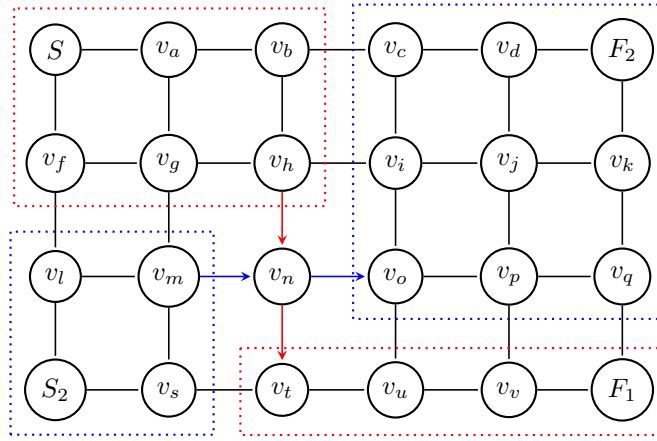 S v_a v_b v_c v_d F_2
v_f v_g v_h v_i v_j v_k
v_l v_m v_n v_o v_p v_q
S_2 v_s v_t v_u v_v F_1